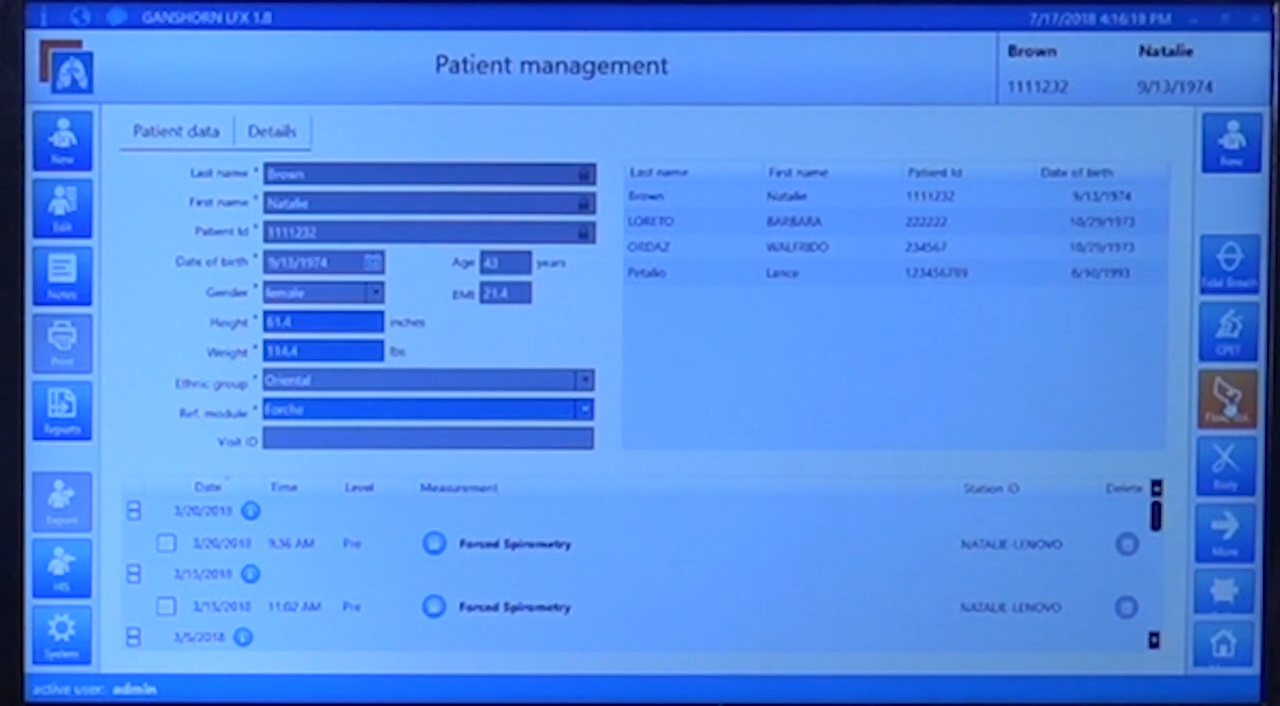 GANSHORN LFX 1.8
7/17/2018 4:16:19 PM
Patient management
Brown Natalie
1111232 9/13/1974
New
Edit
Notes
Print
Reports
Export
HIS
System
Patient data Details
Last name * Brown
First name * Natalie
Patient Id * 1111232
Date of birth * 9/13/1974 Age 43 years
Gender * female BMI 21.4
Height * 61.4 inches
Weight * 114.4 lbs
Ethnic group * Oriental
Ref. module * Forche
Visit ID
Last name First name Patient Id Date of birth
Brown Natalie 1111232 9/13/1974
LORETO BARBARA 222222 10/29/1973
ORDAZ WALFRIDO 234567 10/29/1973
Petallo Lance 123456789
Date Time Level Measurement Station ID Delete
3/20/2018
3/20/2018 9:36 AM Pre Forced Spirometry NATALIE-LENOVO
3/15/2018
3/15/2018 11:02 AM Pre Forced Spirometry NATALIE-LENOVO
3/5/2018
New
Tidal Breath
CPET
Body
More
active user: admin